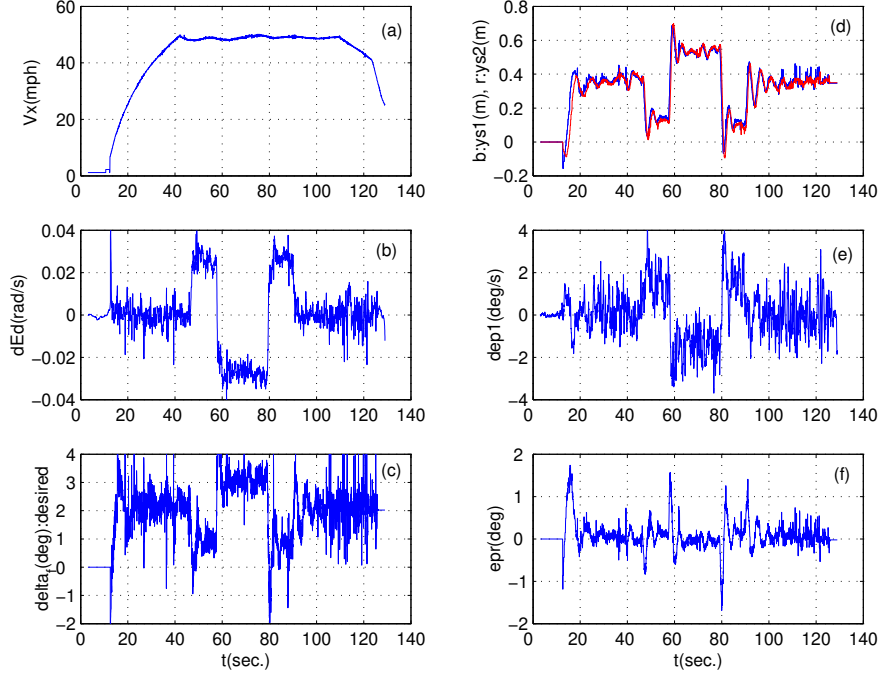 60
40
20
0
Vx(mph)
(a)
0 20 40 60 80 100 120 140
0.8
0.6
0.4
0.2
0
−0.2
b:ys1(m), r:ys2(m)
(d)
0 20 40 60 80 100 120 140
0.04
0.02
0
−0.02
−0.04
dEd(rad/s)
(b)
0 20 40 60 80 100 120 140
4
2
0
−2
−4
dep1(deg/s)
(e)
0 20 40 60 80 100 120 140
4
3
2
1
0
−1
−2
delta_f(deg):desired
(c)
0 20 40 60 80 100 120 140
t(sec.)
2
1
0
−1
−2
epr(deg)
(f)
0 20 40 60 80 100 120 140
t(sec.)